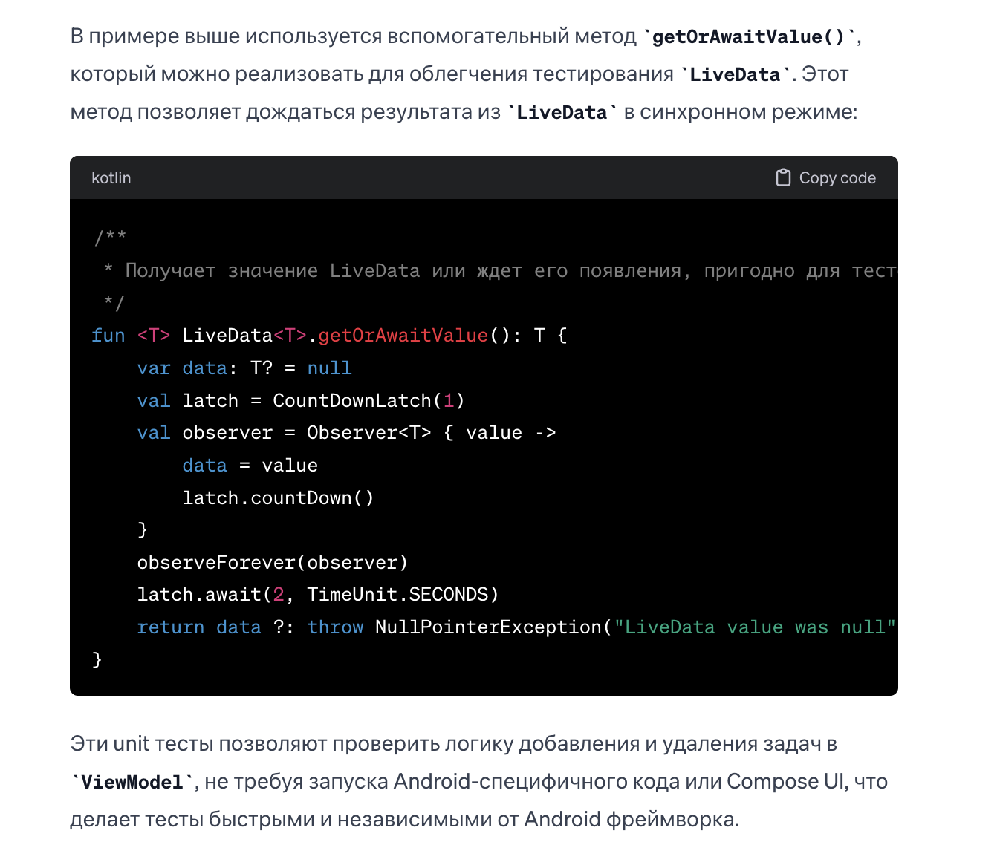 В примере выше используется вспомогательный метод `getOrAwaitValue()`,
который можно реализовать для облегчения тестирования `LiveData`. Этот
метод позволяет дождаться результата из `LiveData` в синхронном режиме:
kotlin
Copy code
/**
 * Получает значение LiveData или ждет его появления, пригодно для тест
 */
fun <T> LiveData<T>.getOrAwaitValue(): T {
    var data: T? = null
    val latch = CountDownLatch(1)
    val observer = Observer<T> { value ->
        data = value
        latch.countDown()
    }
    observeForever(observer)
    latch.await(2, TimeUnit.SECONDS)
    return data ?: throw NullPointerException("LiveData value was null"
}
Эти unit тесты позволяют проверить логику добавления и удаления задач в
`ViewModel`, не требуя запуска Android-специфичного кода или Compose UI, что
делает тесты быстрыми и независимыми от Android фреймворка.